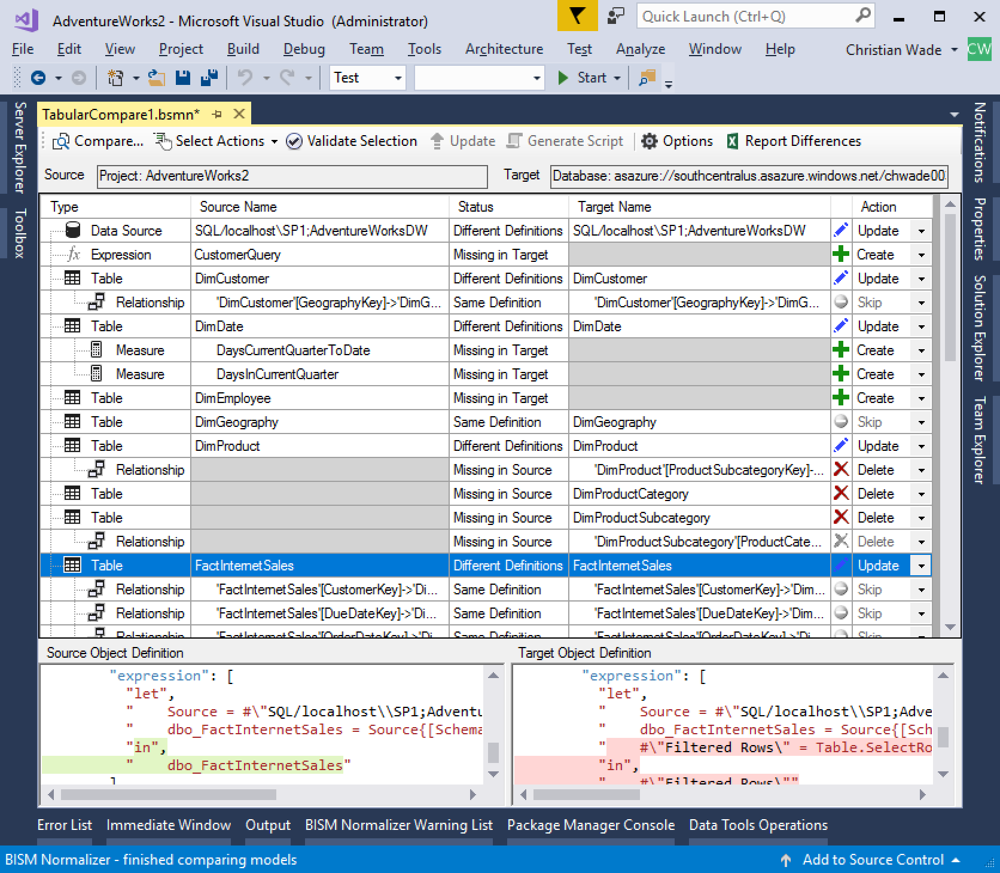 AdventureWorks2 - Microsoft Visual Studio (Administrator)
Quick Launch (Ctrl+Q)
File Edit View Project Build Debug Team Tools Architecture Test Analyze Window Help Christian Wade CW
Test Start
Server Explorer
Toolbox
Notifications
Properties
Solution Explorer
Team Explorer
TabularCompare1.bsmn*
Compare... Select Actions Validate Selection Update Generate Script Options Report Differences
Source Project: AdventureWorks2 Target Database: asazure://southcentralus.asazure.windows.net/chwade00
Type Source Name Status Target Name Action
Data Source SQL/localhost\SP1;AdventureWorksDW Different Definitions SQL/localhost\SP1;AdventureWorksDW Update
fx Expression CustomerQuery Missing in Target Create
Table DimCustomer Different Definitions DimCustomer Update
Relationship 'DimCustomer'[GeographyKey]->'DimG... Same Definition 'DimCustomer'[GeographyKey]->'DimG... Skip
Table DimDate Different Definitions DimDate Update
Measure DaysCurrentQuarterToDate Missing in Target Create
Measure DaysInCurrentQuarter Missing in Target Create
Table DimEmployee Missing in Target Create
Table DimGeography Same Definition DimGeography Skip
Table DimProduct Different Definitions DimProduct Update
Relationship Missing in Source 'DimProduct'[ProductSubcategoryKey]-... Delete
Table Missing in Source DimProductCategory Delete
Table Missing in Source DimProductSubcategory Delete
Relationship Missing in Source 'DimProductSubcategory'[ProductCate... Delete
Table FactInternetSales Different Definitions FactInternetSales Update
Relationship 'FactInternetSales'[CustomerKey]->'Di... Same Definition 'FactInternetSales'[CustomerKey]->'Dim... Skip
Relationship 'FactInternetSales'[DueDateKey]->'Di... Same Definition 'FactInternetSales'[DueDateKey]->'Dim... Skip
Relationship 'FactInternetSales'[OrderDateKey]->'Di... Same Definition 'FactInternetSales'[OrderDateKey]->'Di... Skip
Source Object Definition
"expression": [
"let",
" Source = #\"SQL/localhost\\SP1;Adventu
" dbo_FactInternetSales = Source{[Schema
"in",
" dbo_FactInternetSales"
]
Target Object Definition
"expression": [
"let",
" Source = #\"SQL/localhost\\SP1;Adve
" dbo_FactInternetSales = Source{[Sch
" #\"Filtered Rows\" = Table.SelectRo
"in",
" #\"Filtered Rows\""
Error List Immediate Window Output BISM Normalizer Warning List Package Manager Console Data Tools Operations
BISM Normalizer - finished comparing models Add to Source Control